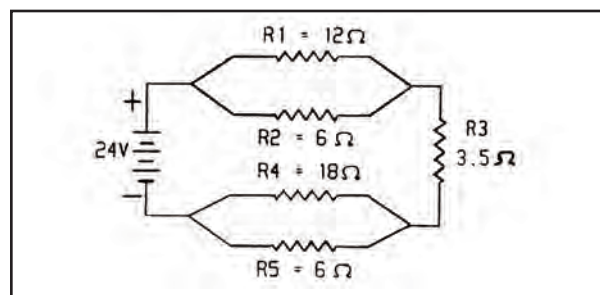 R1 = 12Ω
+
R2 = 6 Ω
R3
24V
3.5Ω
R4 = 18Ω
−
R5 = 6 Ω